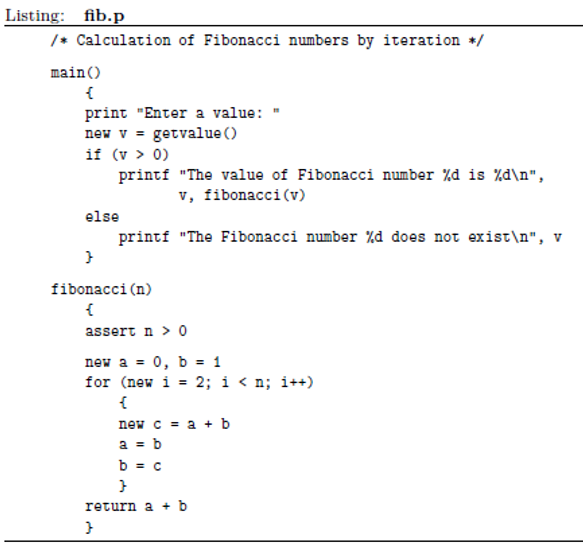 Listing: fib.p
/* Calculation of Fibonacci numbers by iteration */
main()
{
print "Enter a value: "
new v = getvalue()
if (v > 0)
printf "The value of Fibonacci number %d is %d\n",
v, fibonacci(v)
else
printf "The Fibonacci number %d does not exist\n", v
}
fibonacci(n)
{
assert n > 0
new a = 0, b = 1
for (new i = 2; i < n; i++)
{
new c = a + b
a = b
b = c
}
return a + b
}